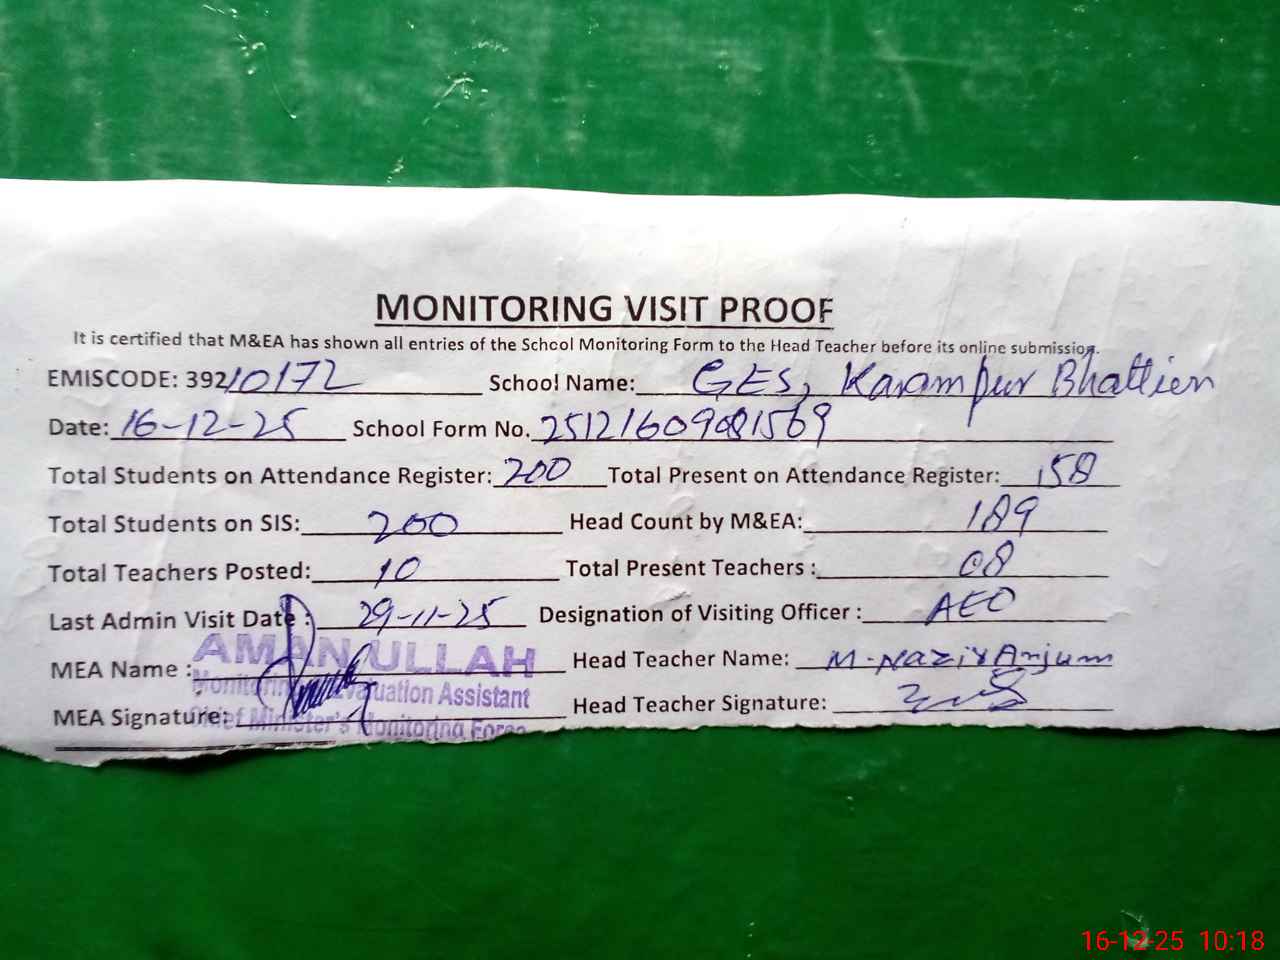 MONITORING VISIT PROOF
It is certified that M&EA has shown all entries of the School Monitoring Form to the Head Teacher before its online submission.
EMISCODE: 39210172 School Name: GES, Karampur Bhattien
Date: 16-12-25 School Form No. 25121609081569
Total Students on Attendance Register: 200 Total Present on Attendance Register: 158
Total Students on SIS: 200 Head Count by M&EA: 189
Total Teachers Posted: 10 Total Present Teachers : 08
Last Admin Visit Date : 29-11-25 Designation of Visiting Officer : AEO
MEA Name : AMAN ULLAH Head Teacher Name: M-Nazir Anjum
Monitoring Evaluation Assistant
MEA Signature: Head Teacher Signature:
Chief Minister's Monitoring Force
16-12-25 10:18